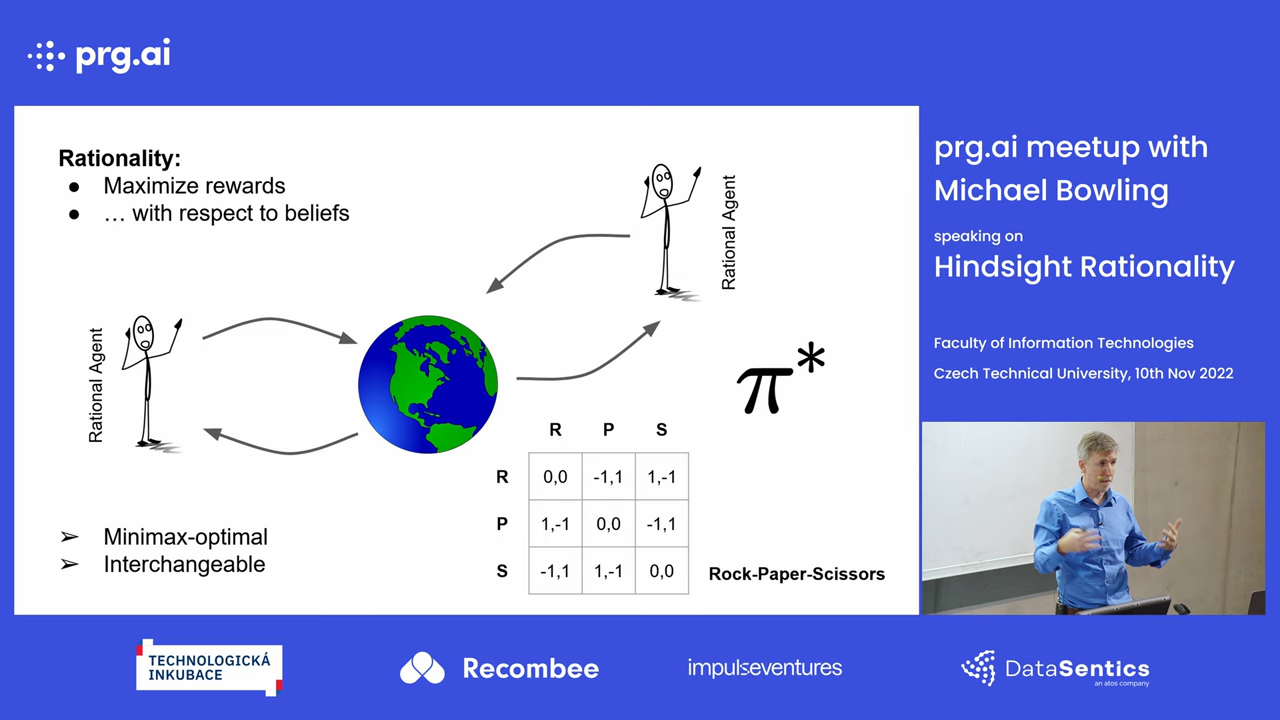 prg.ai
Rationality:
● Maximize rewards
● … with respect to beliefs
Rational Agent
Rational Agent
π*
R P S
R 0,0 -1,1 1,-1
P 1,-1 0,0 -1,1
S -1,1 1,-1 0,0
Rock-Paper-Scissors
➢ Minimax-optimal
➢ Interchangeable
prg.ai meetup with
Michael Bowling
speaking on
Hindsight Rationality
Faculty of Information Technologies
Czech Technical University, 10th Nov 2022
TECHNOLOGICKÁ
INKUBACE
Recombee
impulseventures
DataSentics
an atos company